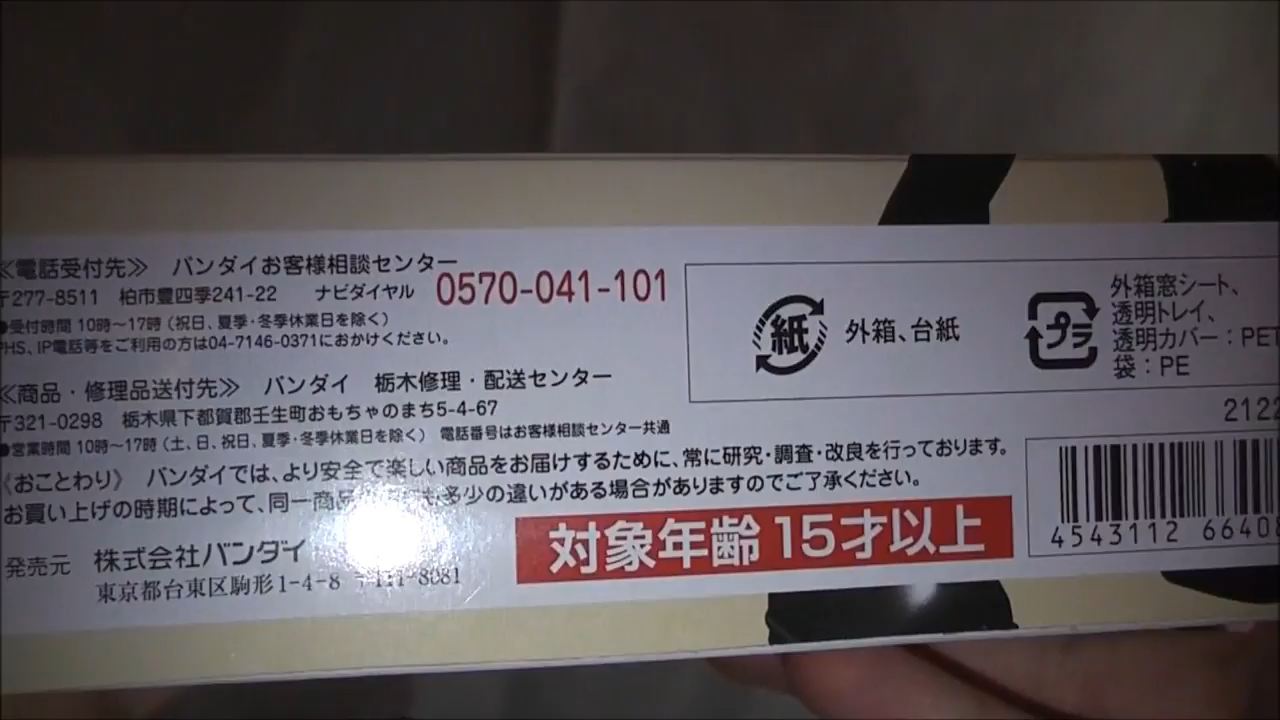 ≪電話受付先≫ バンダイお客様相談センター
〒277-8511 柏市豊四季241-22 ナビダイヤル 0570-041-101
●受付時間 10時〜17時(祝日、夏季・冬季休業日を除く)
PHS、IP電話等をご利用の方は04-7146-0371におかけください。
≪商品・修理品送付先≫ バンダイ 栃木修理・配送センター
〒321-0298 栃木県下都賀郡壬生町おもちゃのまち5-4-67
●営業時間 10時〜17時(土、日、祝日、夏季・冬季休業日を除く) 電話番号はお客様相談センター共通
《おことわり》 バンダイでは、より安全で楽しい商品をお届けするために、常に研究・調査・改良を行っております。
お買い上げの時期によって、同一商品 も多少の違いがある場合がありますのでご了承ください。
発売元 株式会社バンダイ
東京都台東区駒形1-4-8 〒111-8081
対象年齢 15才以上
紙 外箱、台紙
プラ 外箱窓シート、
透明トレイ、
透明カバー:PET
袋:PE
2122
4543112 6640